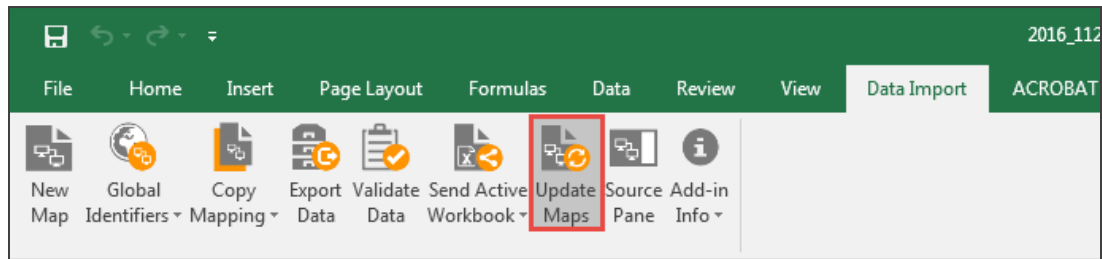 2016_112
File Home Insert Page Layout Formulas Data Review View Data Import ACROBAT
New Global Copy Export Validate Send Active Update Source Add-in
Map Identifiers Mapping Data Data Workbook Maps Pane Info